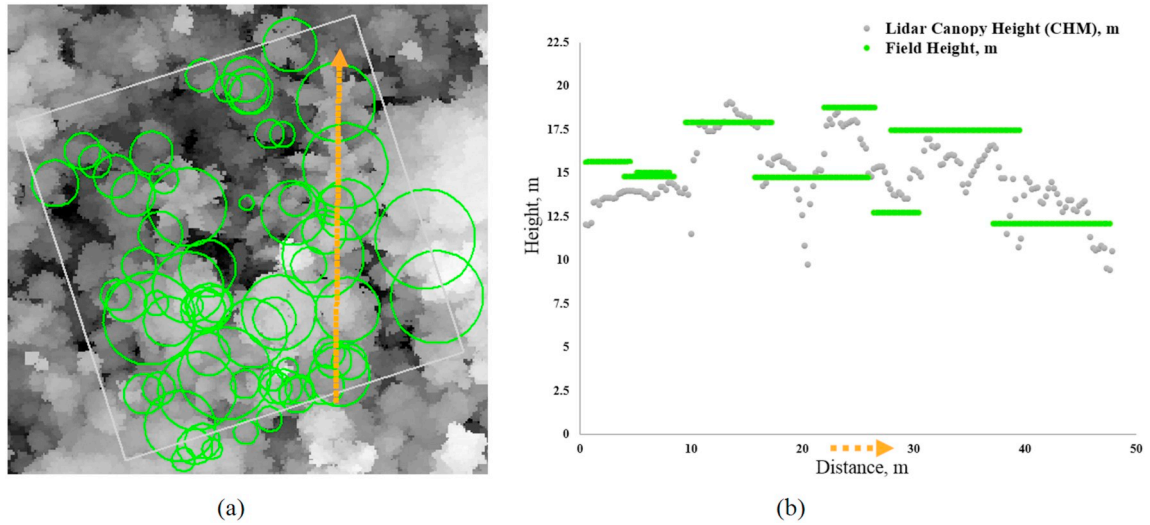 Lidar Canopy Height (CHM), m
Field Height, m
22.5
20
17.5
15
12.5
10
7.5
5
2.5
0
Height, m
0
10
20
30
40
50
Distance, m
(a)
(b)